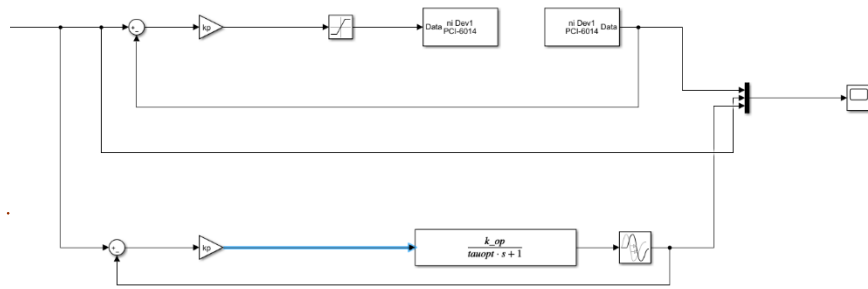 kp
Data
ni Dev1
PCI-6014
ni Dev1
PCI-6014
Data
kp
k_op
tauopt · s + 1